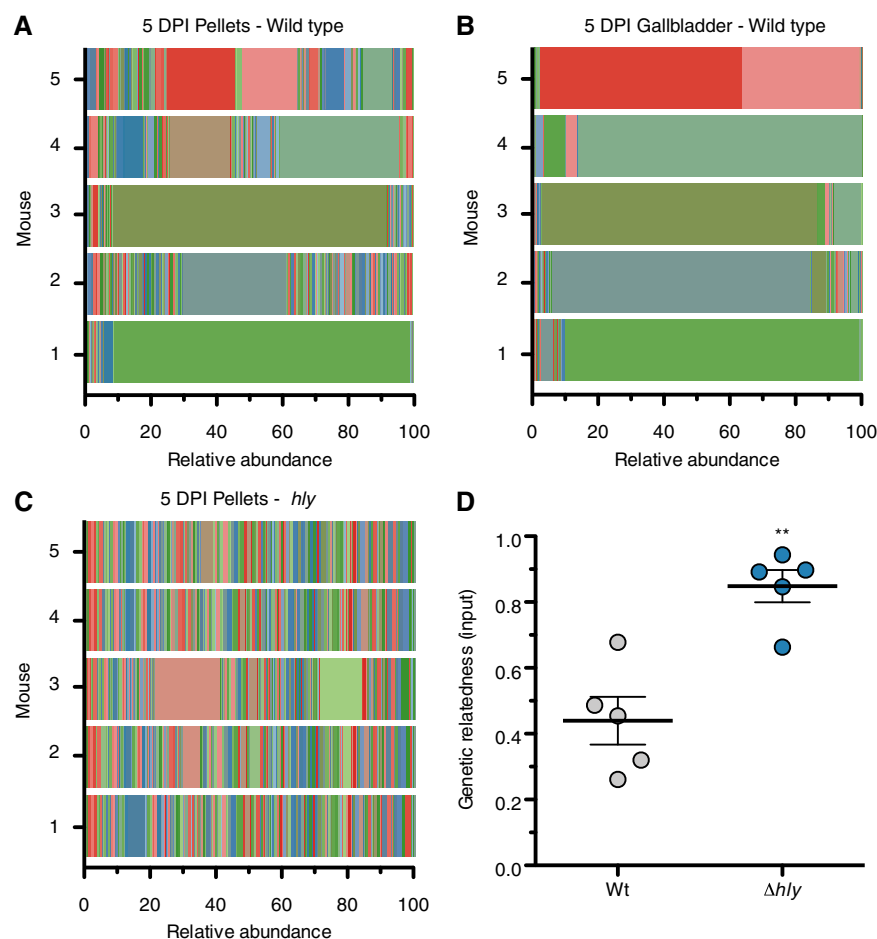 A
5 DPI Pellets - Wild type
Mouse
5
4
3
2
1
0 20 40 60 80 100
Relative abundance
B
5 DPI Gallbladder - Wild type
Mouse
5
4
3
2
1
0 20 40 60 80 100
Relative abundance
C
5 DPI Pellets - hly
Mouse
5
4
3
2
1
0 20 40 60 80 100
Relative abundance
D
Genetic relatedness (input)
1.0
0.8
0.6
0.4
0.2
0.0
**
Wt Δhly